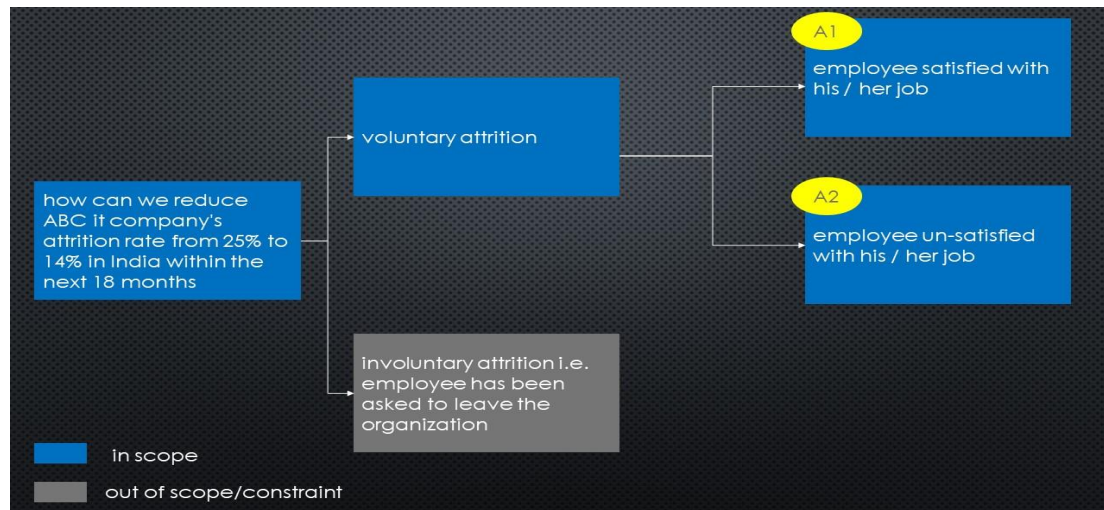 A1
employee satisfied with
his / her job
voluntary attrition
how can we reduce
ABC it company's
attrition rate from 25% to
14% in India within the
next 18 months
A2
employee un-satisfied
with his / her job
involuntary attrition i.e.
employee has been
asked to leave the
organization
in scope
out of scope/constraint